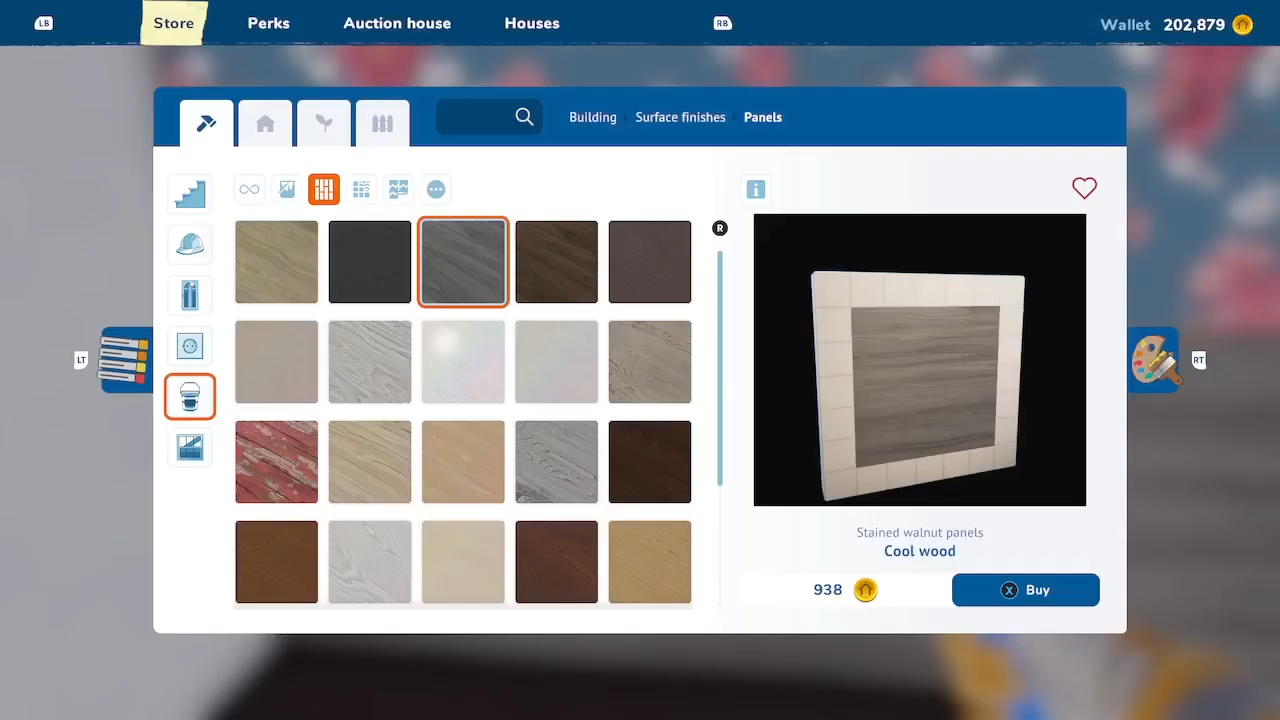 LB
Store
Perks
Auction house
Houses
RB
Wallet 202,879
Building
Surface finishes
Panels
R
LT
RT
Stained walnut panels
Cool wood
938
X Buy